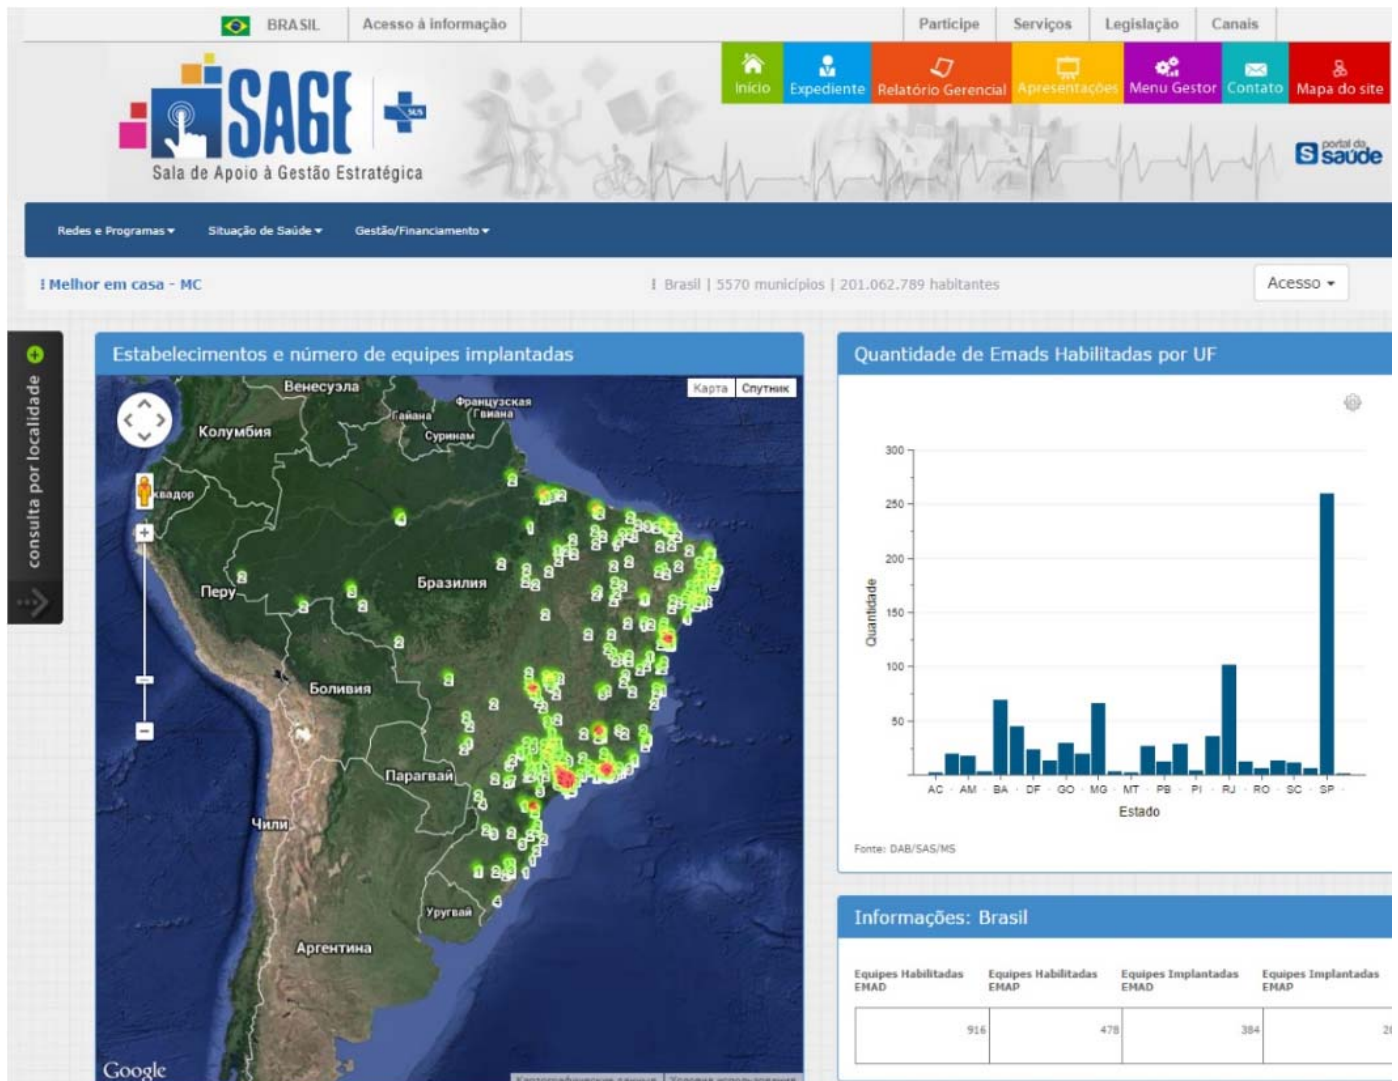 BRASIL
Acesso à informação
Participe
Serviços
Legislação
Canais
SAGE
SUS
Sala de Apoio à Gestão Estratégica
Início
Expediente
Relatório Gerencial
Apresentações
Menu Gestor
Contato
Mapa do site
portal da
saúde
Redes e Programas
Situação de Saúde
Gestão/Financiamento
Melhor em casa - MC
Brasil | 5570 municípios | 201.062.789 habitantes
Acesso
consulta por localidade
Estabelecimentos e número de equipes implantadas
Карта
Спутник
Венесуэла
Французская
Гвиана
Гайана
Суринам
Колумбия
Перу
Бразилия
Боливия
Парагвай
Чили
Уругвай
Аргентина
Google
Картографические данные
Условия использования
Quantidade de Emads Habilitadas por UF
300
250
200
150
100
50
Quantidade
AC · AM · BA · DF · GO · MG · MT · PB · PI · RJ · RO · SC · SP ·
Estado
Fonte: DAB/SAS/MS
Informações: Brasil
Equipes Habilitadas
EMAD
Equipes Habilitadas
EMAP
Equipes Implantadas
EMAD
Equipes Implantadas
EMAP
916
478
384